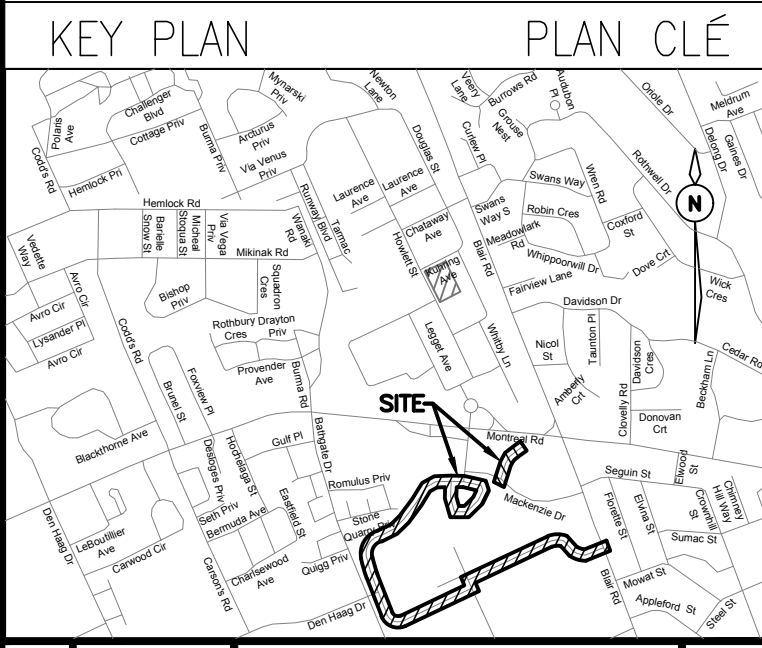 KEY PLAN
PLAN CLÉ
Polaris
Ave
Challenger
Blvd
Cottage Priv
Mynarski
Priv
Newton
Lane
Veery
Lane
Burrows Rd
Audubon
Pl
Oriole Dr
Meldrum
Ave
Codd's Rd
Hemlock Pri
Burma Priv
Arcturus
Priv
Via Venus
Priv
Douglas St
Curlew Pl
Grouse
Nest
Rothwell Dr
Delong Dr
Gaines Dr
Hemlock Rd
Runway Blvd
Laurence
Ave
Laurence
Ave
Swans Way
Wren Rd
N
Vedette
Way
Barielle
Snow St
Stoqua St
Micheal
Priv
Via Vega
Wanaki
Rd
Tarmac
Chataway
Ave
Swans
Way S
Robin Cres
Coxford
St
Mikinak Rd
Howlett St
Blair Rd
Meadowlark
Rd
Whippoorwill Dr
Dove Crt
Avro Cir
Avro Cir
Lysander Pl
Avro Cir
Bishop
Priv
Squadron
Cres
Kunring
Ave
Fairview Lane
Wick
Cres
Codd's Rd
Rothbury
Cres
Drayton
Priv
Provender
Ave
Burma Rd
Legget Ave
Whitby Ln
Davidson Dr
Nicol
St
Taunton Pl
Davidson
Cres
Cedar Rd
Beckham Ln
Brunel St
Foxview Pl
Amberly
Crt
Clovelly Rd
Donovan
Crt
SITE
Blackthorne Ave
Gulf Pl
Bathgate Dr
Montreal Rd
Desloges Priv
Hochelaga St
Romulus Priv
Seguin St
Elwood
St
Den Haag Dr
Seth Priv
Bermuda Ave
Eastfield St
Stone
Quarry Priv
Mackenzie Dr
Florette St
Elvina St
Crownhill
St
Chimney
Hill Way
LeBoutillier
Ave
Carwood Cir
Carson's Rd
Charlsewood
Ave
Quigg Priv
Sumac St
Blair Rd
Mowat St
Den Haag Dr
Appleford St
Steel St